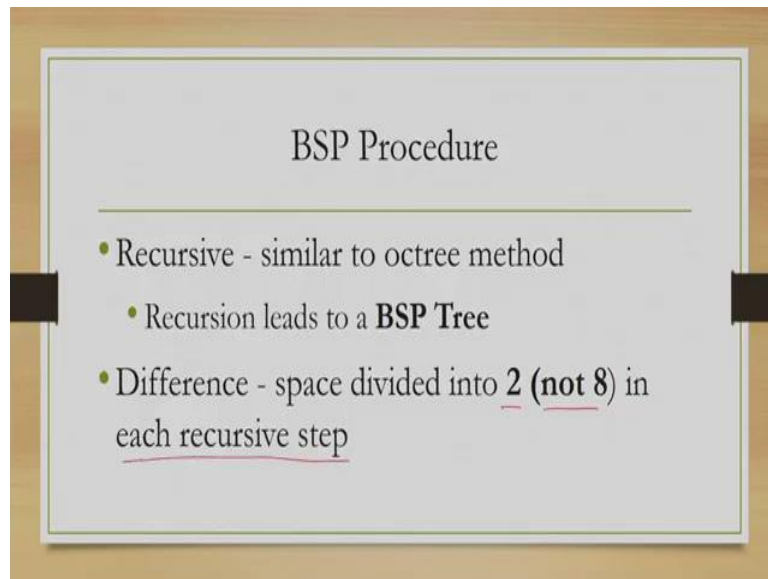 BSP Procedure
• Recursive - similar to octree method
• Recursion leads to a BSP Tree
• Difference - space divided into 2 (not 8) in
each recursive step